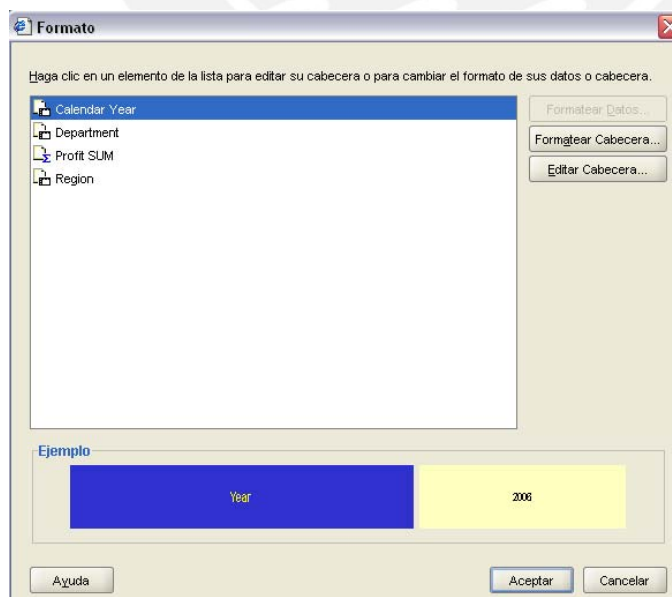 Formato
Haga clic en un elemento de la lista para editar su cabecera o para cambiar el formato de sus datos o cabecera.
Calendar Year
Department
Profit SUM
Region
Formatear Datos...
Formatear Cabecera...
Editar Cabecera...
Ejemplo
Year
2006
Ayuda
Aceptar
Cancelar